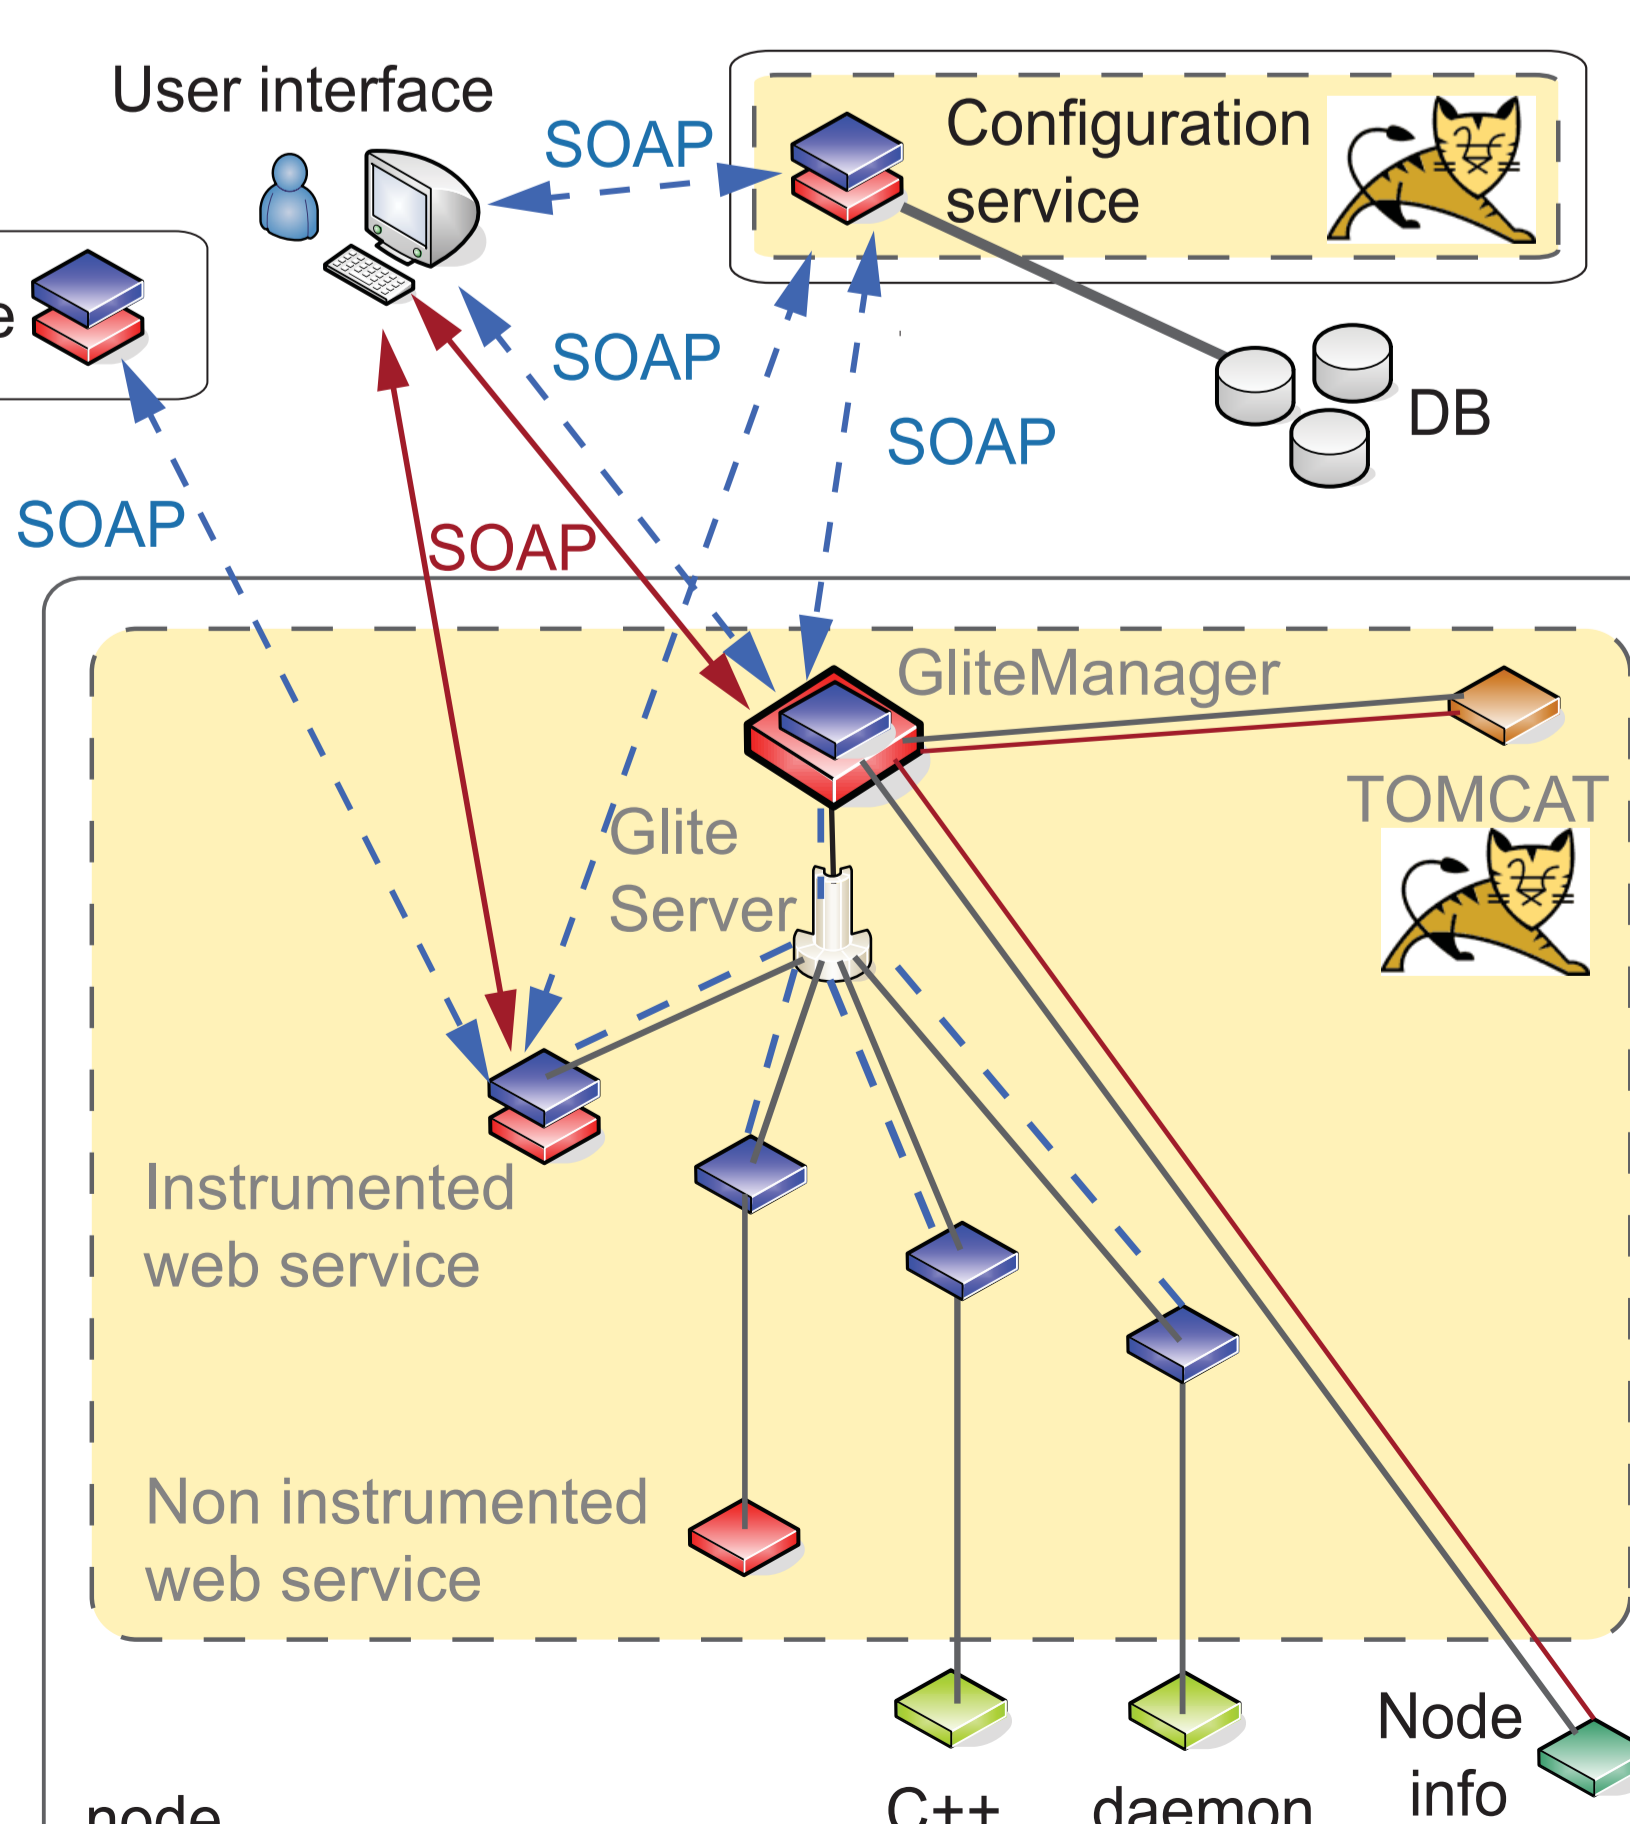 User interface
SOAP
Configuration
service
e
SOAP
DB
SOAP
SOAP
SOAP
GliteManager
TOMCAT
Glite
Server
Instrumented
web service
Non instrumented
web service
Node
info
C++
daemon
node